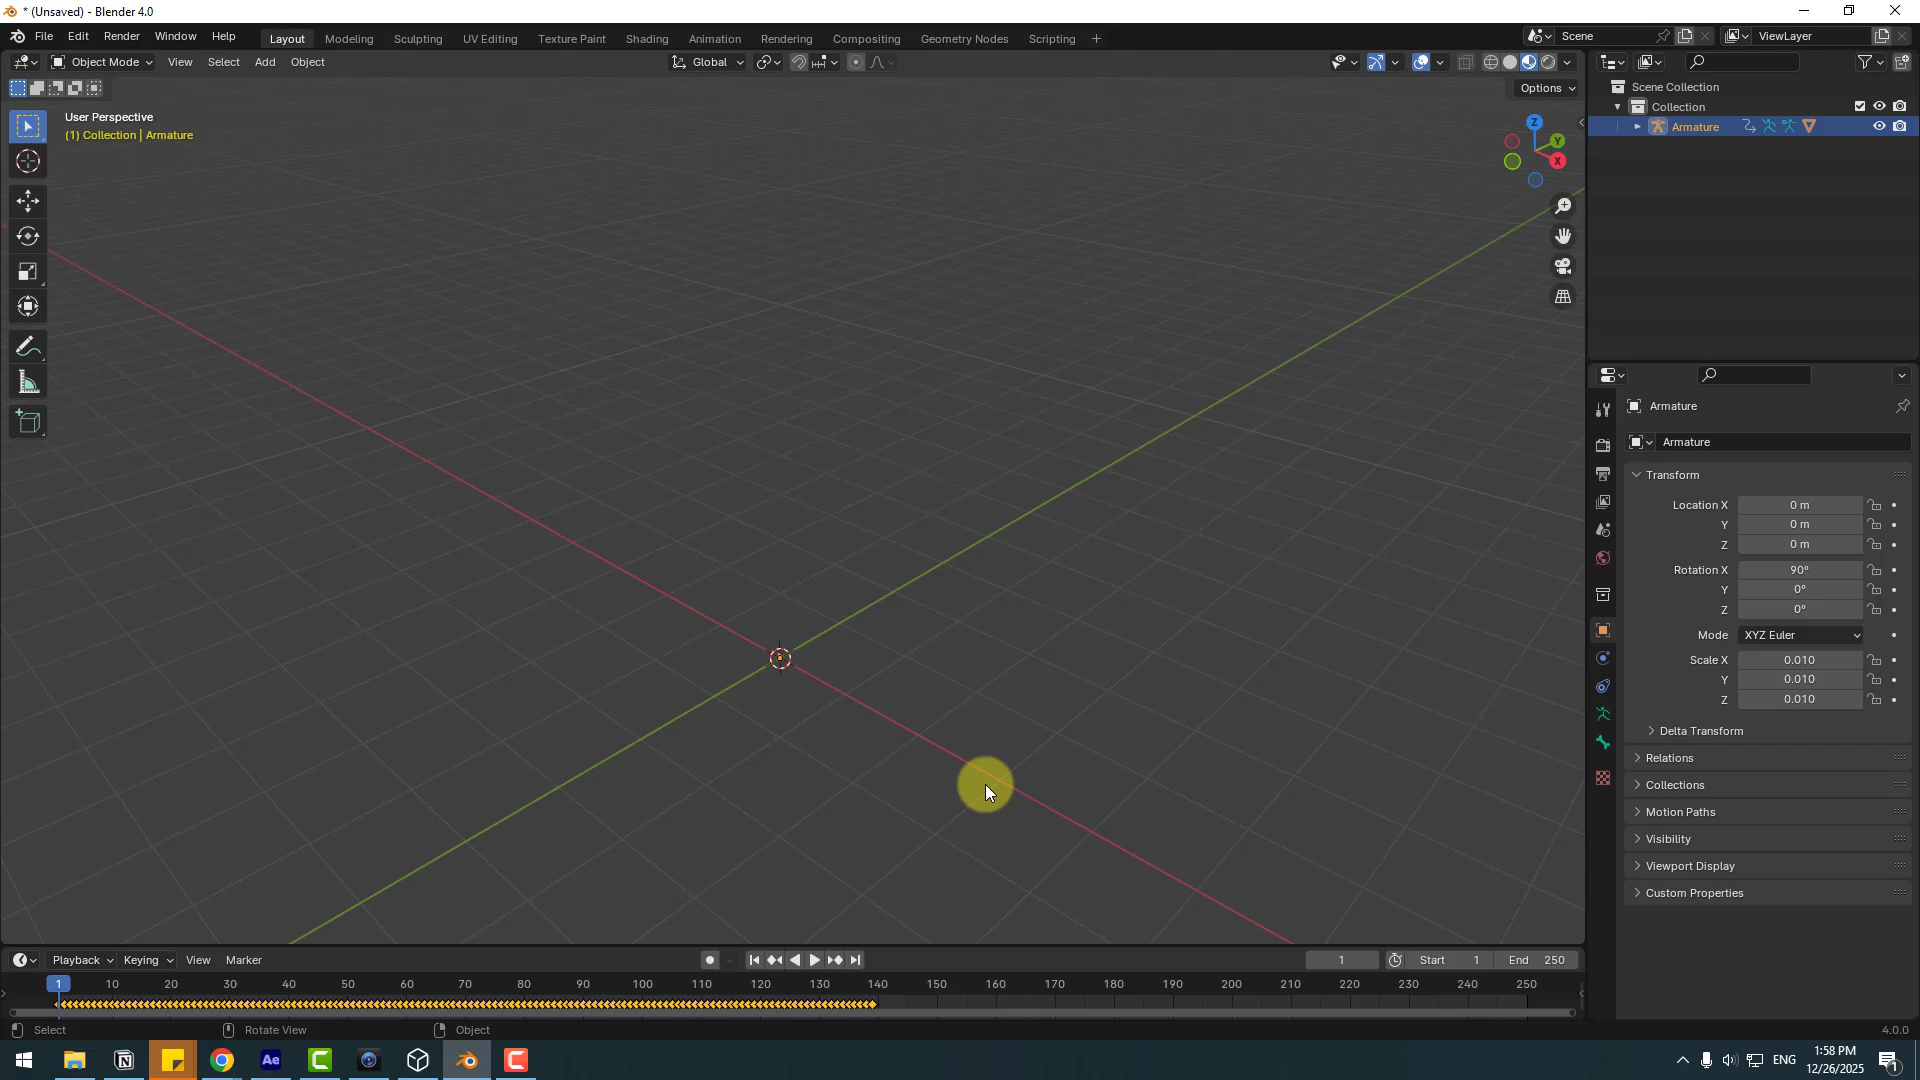 * (Unsaved) - Blender 4.0
File Edit Render Window Help
Layout Modeling Sculpting UV Editing Texture Paint Shading Animation Rendering Compositing Geometry Nodes Scripting
Scene
ViewLayer
Object Mode View Select Add Object
Global
Options
User Perspective
(1) Collection | Armature
Z
Y
X
Scene Collection
Collection
Armature
Armature
Armature
Transform
Location X 0 m
Y 0 m
Z 0 m
Rotation X 90°
Y 0°
Z 0°
Mode XYZ Euler
Scale X 0.010
Y 0.010
Z 0.010
Delta Transform
Relations
Collections
Motion Paths
Visibility
Viewport Display
Custom Properties
Playback Keying View Marker
1 Start 1 End 250
1 10 20 30 40 50 60 70 80 90 100 110 120 130 140 150 160 170 180 190 200 210 220 230 240 250
Select Rotate View Object 4.0.0
Ae
ENG
1:58 PM
12/26/2025
1